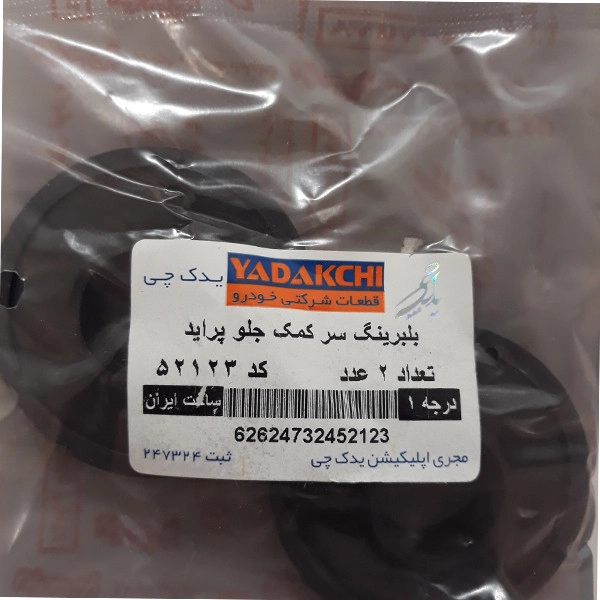 یدک چی YADAKCHI
قطعات شرکتی خودرو
بلبرینگ سر کمک جلو پراید
تعداد ۲ عدد کد ۵۲۱۲۳
درجه ۱ ساخت ایران
62624732452123
مجری اپلیکیشن یدک چی ثبت ۲۴۷۳۲۴